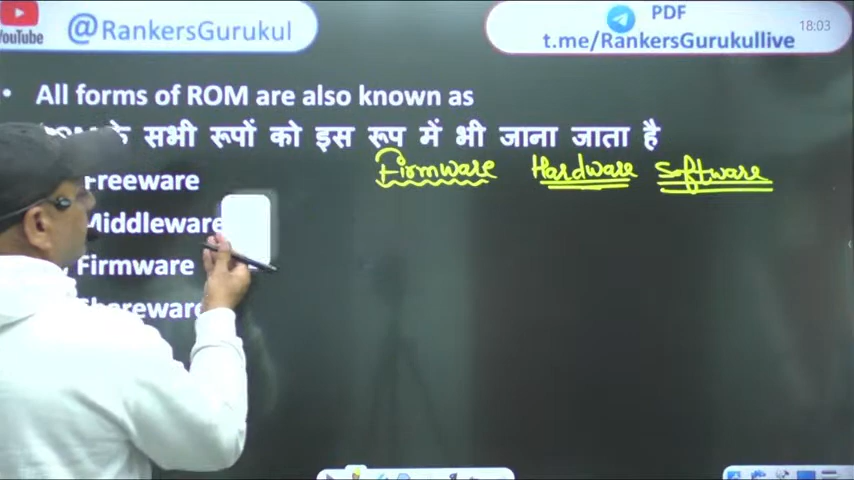 YouTube
@RankersGurukul
PDF
t.me/RankersGurukullive
18:03
• All forms of ROM are also known as
के सभी रूपों को इस रूप में भी जाना जाता है
Firmware Hardware Software
Freeware
Middleware
Firmware
Shareware